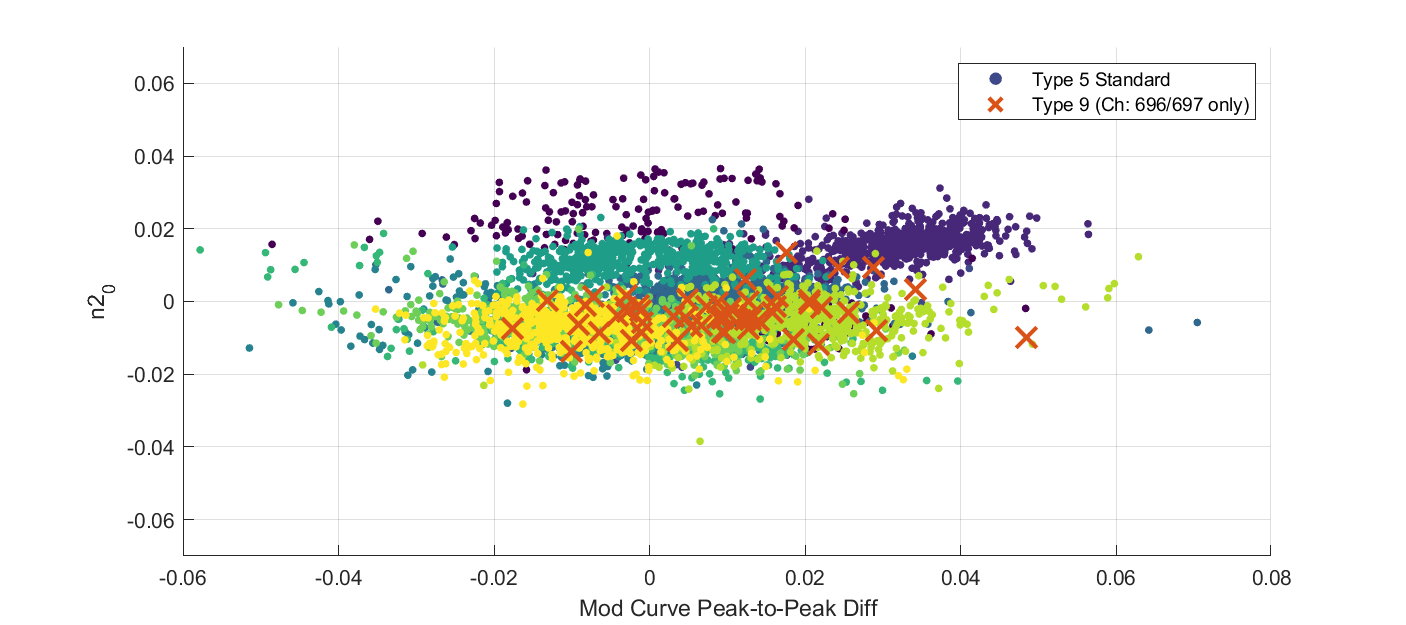 0.06
0.04
0.02
0
-0.02
-0.04
-0.06
n2₀
-0.06 -0.04 -0.02 0 0.02 0.04 0.06 0.08
Mod Curve Peak-to-Peak Diff
Type 5 Standard
Type 9 (Ch: 696/697 only)